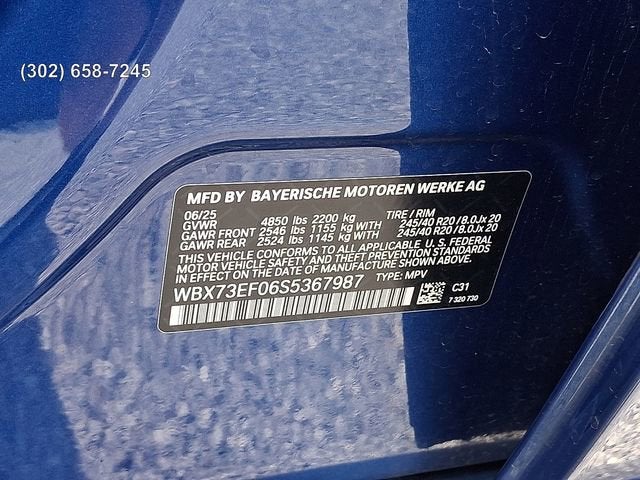 (302) 658-7245
MFD BY BAYERISCHE MOTOREN WERKE AG
06/25
GVWR 4850 lbs 2200 kg TIRE / RIM
GAWR FRONT 2546 lbs 1155 kg WITH 245/40 R20 / 8.0Jx 20
GAWR REAR 2524 lbs 1145 kg WITH 245/40 R20 / 8.0Jx 20
THIS VEHICLE CONFORMS TO ALL APPLICABLE U.S. FEDERAL
MOTOR VEHICLE SAFETY AND THEFT PREVENTION STANDARDS
IN EFFECT ON THE DATE OF MANUFACTURE SHOWN ABOVE.
WBX73EF06S5367987 TYPE: MPV
C31
7 320 730